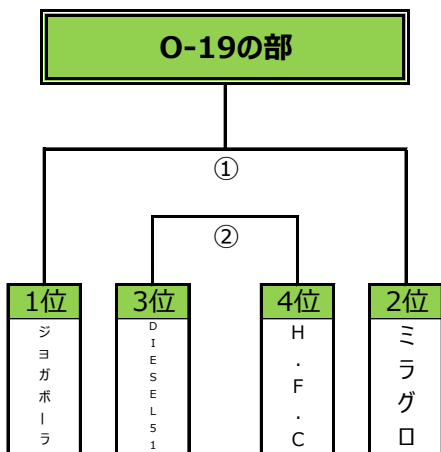 O-19の部
①
②
1位
3位
4位
2位
ジョガボーラ
DIESEL51
H.F.C
ミラグロ